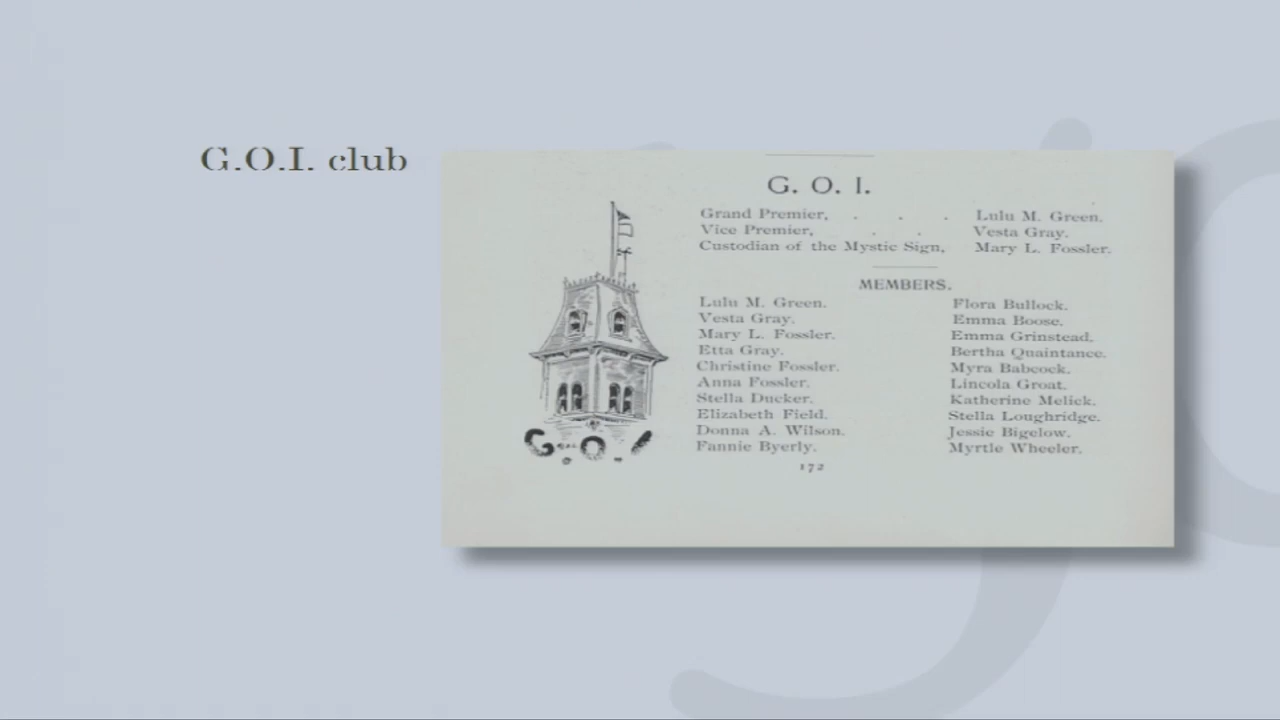 G.O.I. club
G. O. I.
Grand Premier, . . . Lulu M. Green.
Vice Premier, . . Vesta Gray.
Custodian of the Mystic Sign, Mary L. Fossler.
MEMBERS.
Lulu M. Green.
Vesta Gray.
Mary L. Fossler.
Etta Gray.
Christine Fossler.
Anna Fossler.
Stella Ducker.
Elizabeth Field.
Donna A. Wilson.
Fannie Byerly.
Flora Bullock.
Emma Boose.
Emma Grinstead.
Bertha Quaintance.
Myra Babcock.
Lincola Groat.
Katherine Melick.
Stella Loughridge.
Jessie Bigelow.
Myrtle Wheeler.
G.O.I
172